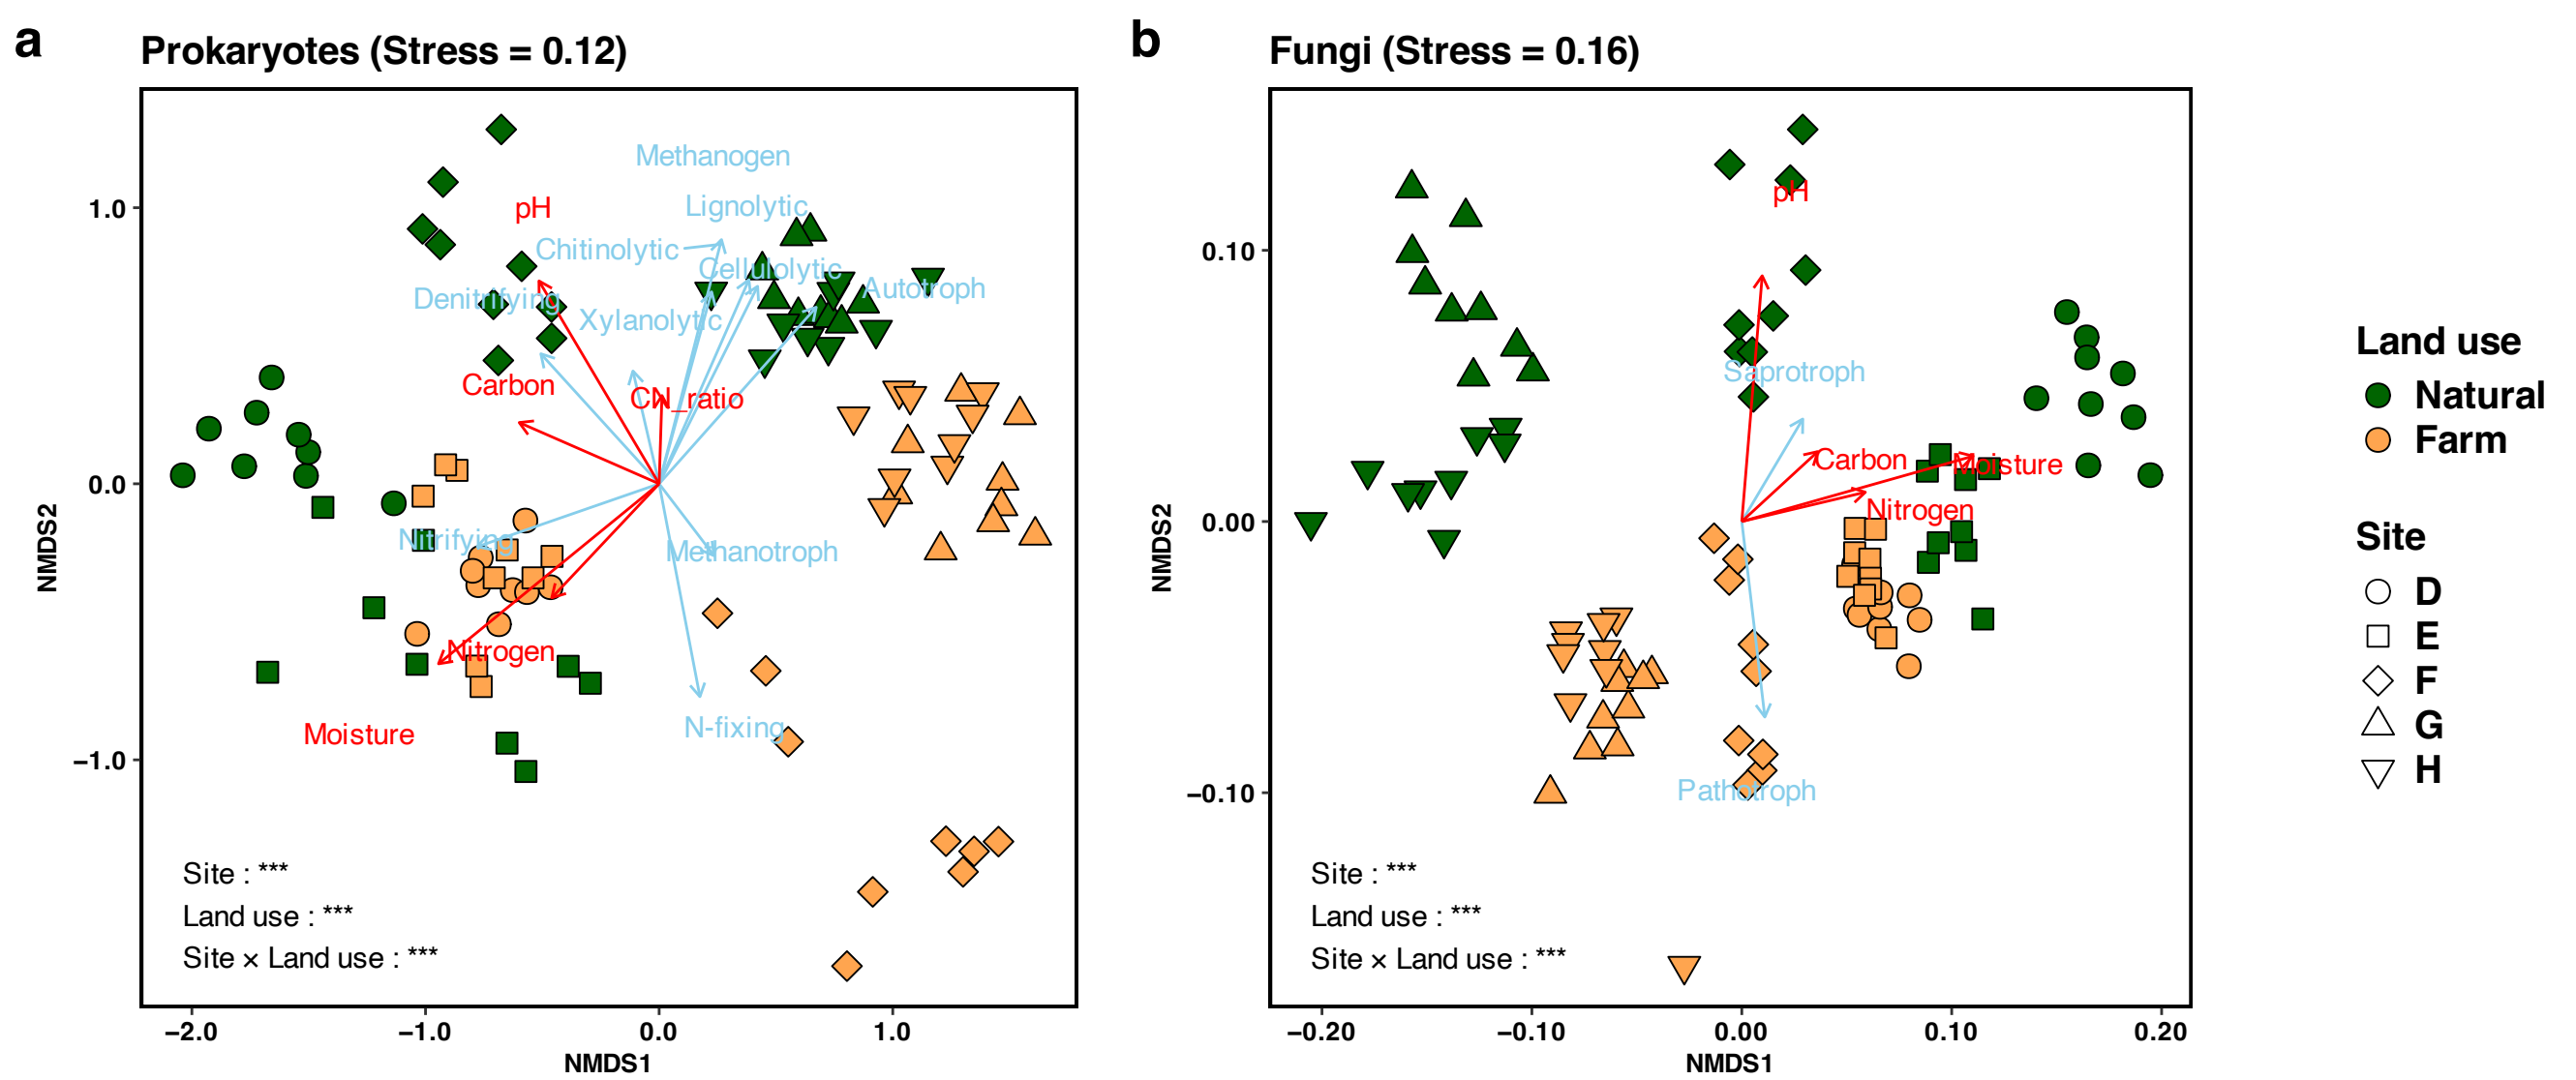 a
Prokaryotes (Stress = 0.12)
Methanogen
Lignolytic
pH
Chitinolytic
Cellulolytic
Autotroph
Denitrifying
Xylanolytic
Carbon
CN_ratio
Nitrifying
Methanotroph
Nitrogen
N-fixing
Moisture
Site : ***
Land use : ***
Site × Land use : ***
1.0
0.0
−1.0
NMDS2
−2.0
−1.0
0.0
1.0
NMDS1
b
Fungi (Stress = 0.16)
pH
Saprotroph
Carbon
Moisture
Nitrogen
Pathotroph
Site : ***
Land use : ***
Site × Land use : ***
0.10
0.00
−0.10
NMDS2
−0.20
−0.10
0.00
0.10
0.20
NMDS1
Land use
Natural
Farm
Site
D
E
F
G
H